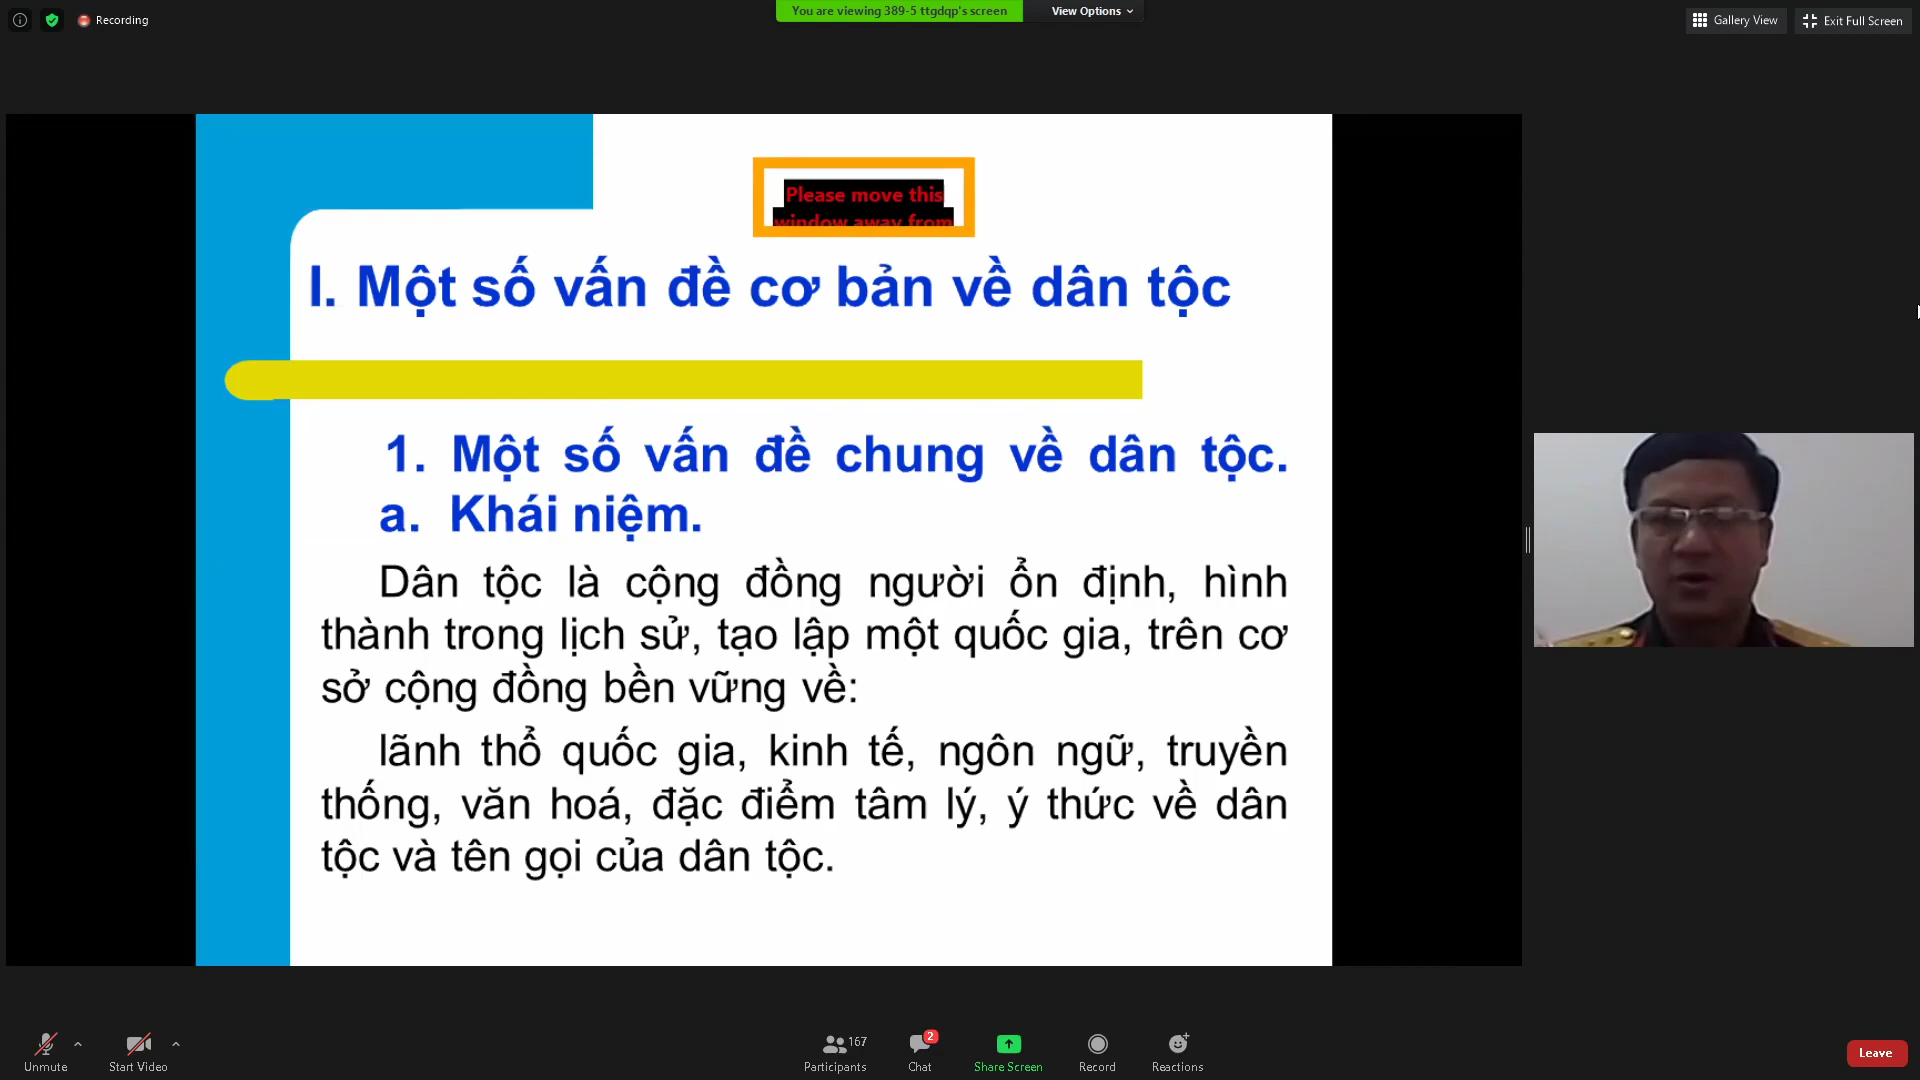 Recording
You are viewing 389-5 ttgdqp's screen
View Options
Gallery View
Exit Full Screen
Please move this
window away from
I. Một số vấn đề cơ bản về dân tộc
1. Một số vấn đề chung về dân tộc.
a. Khái niệm.
Dân tộc là cộng đồng người ổn định, hình
thành trong lịch sử, tạo lập một quốc gia, trên cơ
sở cộng đồng bền vững về:
lãnh thổ quốc gia, kinh tế, ngôn ngữ, truyền
thống, văn hoá, đặc điểm tâm lý, ý thức về dân
tộc và tên gọi của dân tộc.
Unmute
Start Video
167
Participants
2
Chat
Share Screen
Record
Reactions
Leave